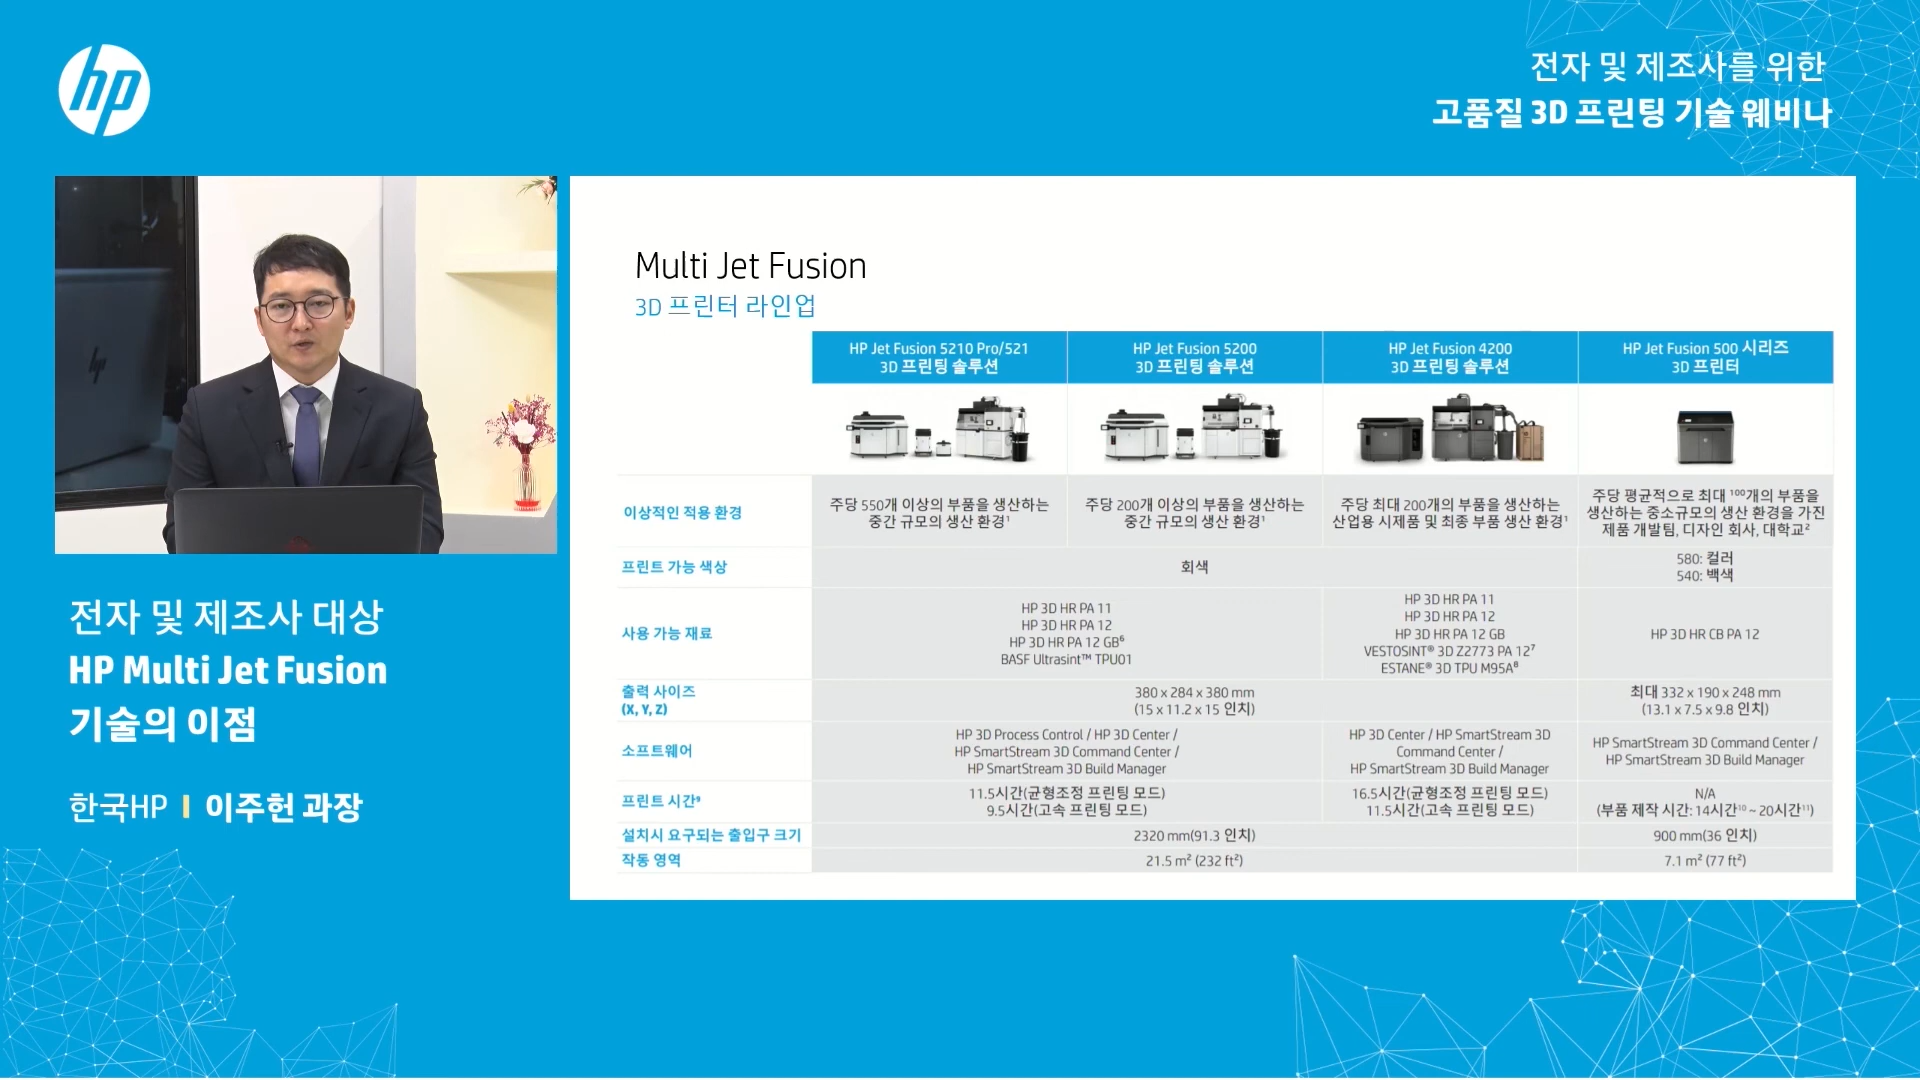 hp
전자 및 제조사를 위한
고품질 3D 프린팅 기술 웨비나
hp
전자 및 제조사 대상
HP Multi Jet Fusion
기술의 이점
한국HP | 이주헌 과장
Multi Jet Fusion
3D 프린터 라인업
HP Jet Fusion 5210 Pro/521
3D 프린팅 솔루션
HP Jet Fusion 5200
3D 프린팅 솔루션
HP Jet Fusion 4200
3D 프린팅 솔루션
HP Jet Fusion 500 시리즈
3D 프린터
이상적인 적용 환경
주당 550개 이상의 부품을 생산하는
중간 규모의 생산 환경¹
주당 200개 이상의 부품을 생산하는
중간 규모의 생산 환경¹
주당 최대 200개의 부품을 생산하는
산업용 시제품 및 최종 부품 생산 환경¹
주당 평균적으로 최대 ¹⁰⁰개의 부품을
생산하는 중소규모의 생산 환경을 가진
제품 개발팀, 디자인 회사, 대학교²
프린트 가능 색상
회색
580: 컬러
540: 백색
사용 가능 재료
HP 3D HR PA 11
HP 3D HR PA 12
HP 3D HR PA 12 GB⁶
BASF Ultrasint™ TPU01
HP 3D HR PA 11
HP 3D HR PA 12
HP 3D HR PA 12 GB
VESTOSINT® 3D Z2773 PA 12⁷
ESTANE® 3D TPU M95A⁸
HP 3D HR CB PA 12
출력 사이즈
(X, Y, Z)
380 x 284 x 380 mm
(15 x 11.2 x 15 인치)
최대 332 x 190 x 248 mm
(13.1 x 7.5 x 9.8 인치)
소프트웨어
HP 3D Process Control / HP 3D Center /
HP SmartStream 3D Command Center /
HP SmartStream 3D Build Manager
HP 3D Center / HP SmartStream 3D
Command Center /
HP SmartStream 3D Build Manager
HP SmartStream 3D Command Center /
HP SmartStream 3D Build Manager
프린트 시간⁹
11.5시간(균형조정 프린팅 모드)
9.5시간(고속 프린팅 모드)
16.5시간(균형조정 프린팅 모드)
11.5시간(고속 프린팅 모드)
N/A
(부품 제작 시간: 14시간¹⁰ ~ 20시간¹¹)
설치시 요구되는 출입구 크기
2320 mm(91.3 인치)
900 mm(36 인치)
작동 영역
21.5 m² (232 ft²)
7.1 m² (77 ft²)